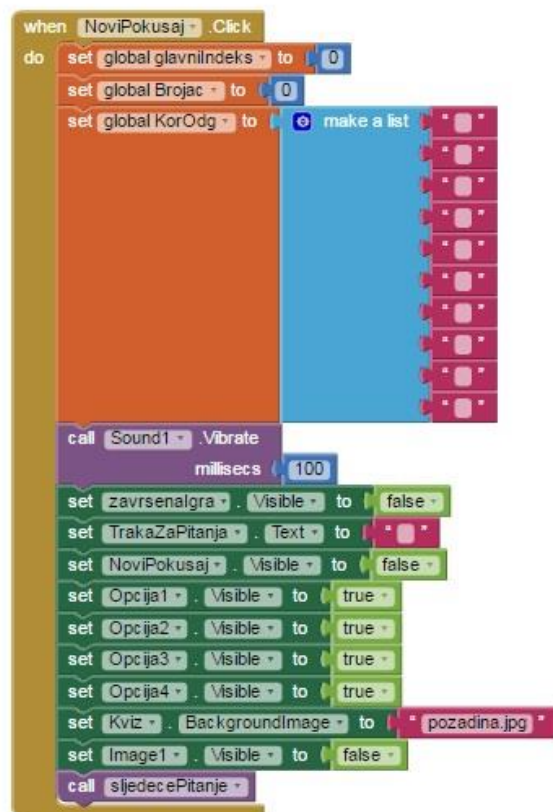 when NoviPokusaj .Click
do set global glavniIndeks to 0
set global Brojac to 0
set global KorOdg to make a list " "
" "
" "
" "
" "
" "
" "
" "
" "
" "
call Sound1 .Vibrate
millisecs 100
set zavrsenaIgra . Visible to false
set TrakaZaPitanja . Text to " "
set NoviPokusaj . Visible to false
set Opcija1 . Visible to true
set Opcija2 . Visible to true
set Opcija3 . Visible to true
set Opcija4 . Visible to true
set Kviz . BackgroundImage to " pozadina.jpg "
set Image1 . Visible to false
call sljedecePitanje